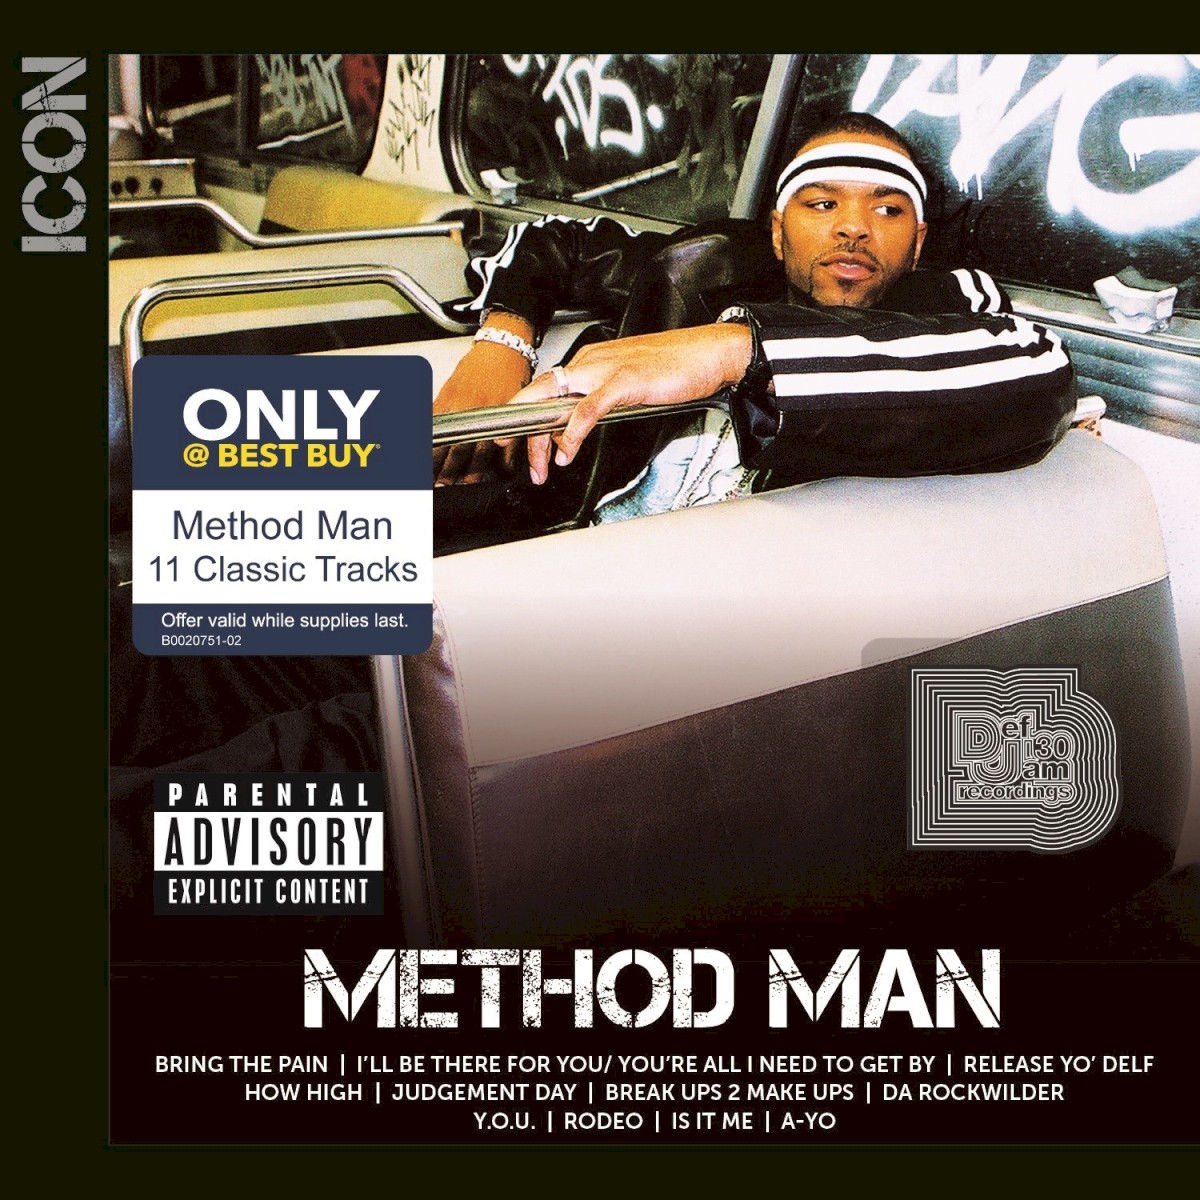 ICON
TANG
ONLY
@ BEST BUY®
Method Man
11 Classic Tracks
Offer valid while supplies last.
B0020751-02
Def
Jam 30
recordings
PARENTAL
ADVISORY
EXPLICIT CONTENT
METHOD MAN
BRING THE PAIN | I'LL BE THERE FOR YOU/ YOU'RE ALL I NEED TO GET BY | RELEASE YO' DELF
HOW HIGH | JUDGEMENT DAY | BREAK UPS 2 MAKE UPS | DA ROCKWILDER
Y.O.U. | RODEO | IS IT ME | A-YO